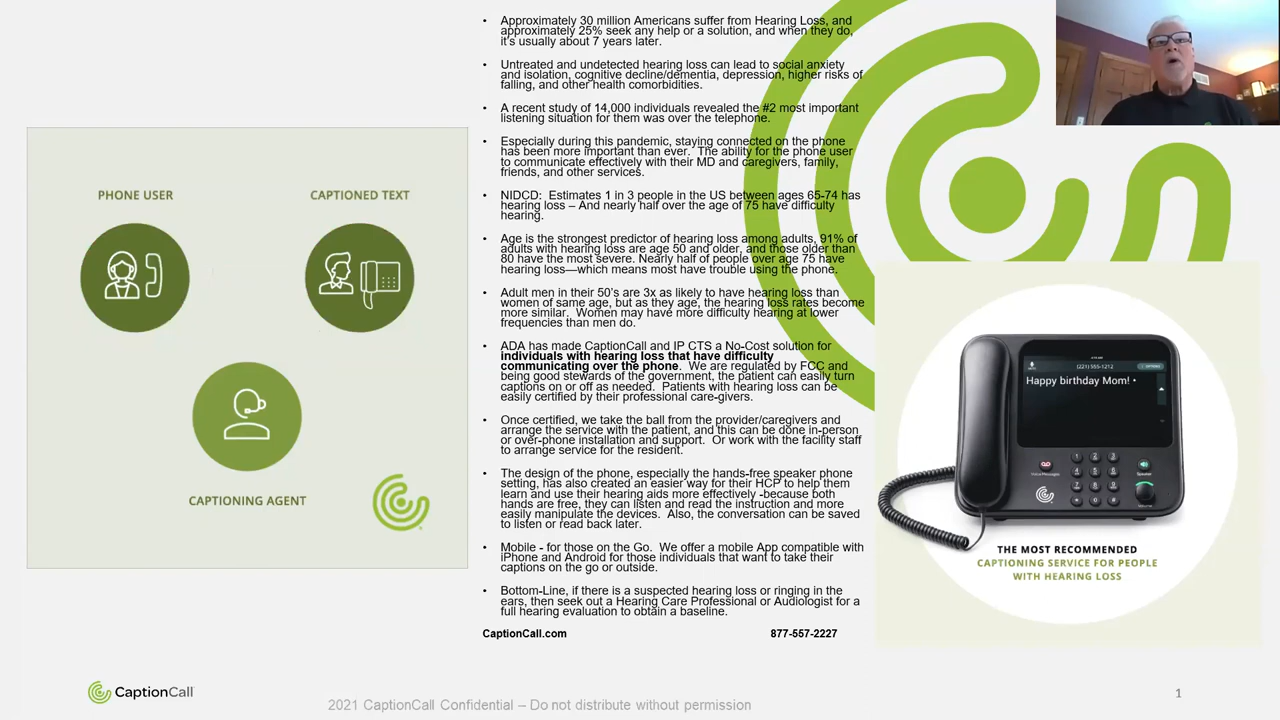 PHONE USER
CAPTIONED TEXT
CAPTIONING AGENT
• Approximately 30 million Americans suffer from Hearing Loss, and
approximately 25% seek any help or a solution, and when they do,
it's usually about 7 years later.
• Untreated and undetected hearing loss can lead to social anxiety
and isolation, cognitive decline/dementia, depression, higher risks of
falling, and other health comorbidities.
• A recent study of 14,000 individuals revealed the #2 most important
listening situation for them was over the telephone.
• Especially during this pandemic, staying connected on the phone
has been more important than ever. The ability for the phone user
to communicate effectively with their MD and caregivers, family,
friends, and other services.
• NIDCD: Estimates 1 in 3 people in the US between ages 65-74 has
hearing loss – And nearly half over the age of 75 have difficulty
hearing.
• Age is the strongest predictor of hearing loss among adults, 91% of
adults with hearing loss are age 50 and older, and those older than
80 have the most severe. Nearly half of people over age 75 have
hearing loss—which means most have trouble using the phone.
• Adult men in their 50's are 3x as likely to have hearing loss than
women of same age, but as they age, the hearing loss rates become
more similar. Women may have more difficulty hearing at lower
frequencies than men do.
• ADA has made CaptionCall and IP CTS a No-Cost solution for
individuals with hearing loss that have difficulty
communicating over the phone. We are regulated by FCC and
being good stewards of the government, the patient can easily turn
captions on or off as needed. Patients with hearing loss can be
easily certified by their professional care-givers.
• Once certified, we take the ball from the provider/caregivers and
arrange the service with the patient, and this can be done in-person
or over-phone installation and support. Or work with the facility staff
to arrange service for the resident.
• The design of the phone, especially the hands-free speaker phone
setting, has also created an easier way for their HCP to help them
learn and use their hearing aids more effectively -because both
hands are free, they can listen and read the instruction and more
easily manipulate the devices. Also, the conversation can be saved
to listen or read back later.
• Mobile - for those on the Go. We offer a mobile App compatible with
iPhone and Android for those individuals that want to take their
captions on the go or outside.
• Bottom-Line, if there is a suspected hearing loss or ringing in the
ears, then seek out a Hearing Care Professional or Audiologist for a
full hearing evaluation to obtain a baseline.
CaptionCall.com 877-557-2227
(221) 555-1212
Happy birthday Mom! •
1 2 3
4 5 6
7 8 9
* 0 #
Speaker
THE MOST RECOMMENDED
CAPTIONING SERVICE FOR PEOPLE
WITH HEARING LOSS
CaptionCall
2021 CaptionCall Confidential – Do not distribute without permission
1